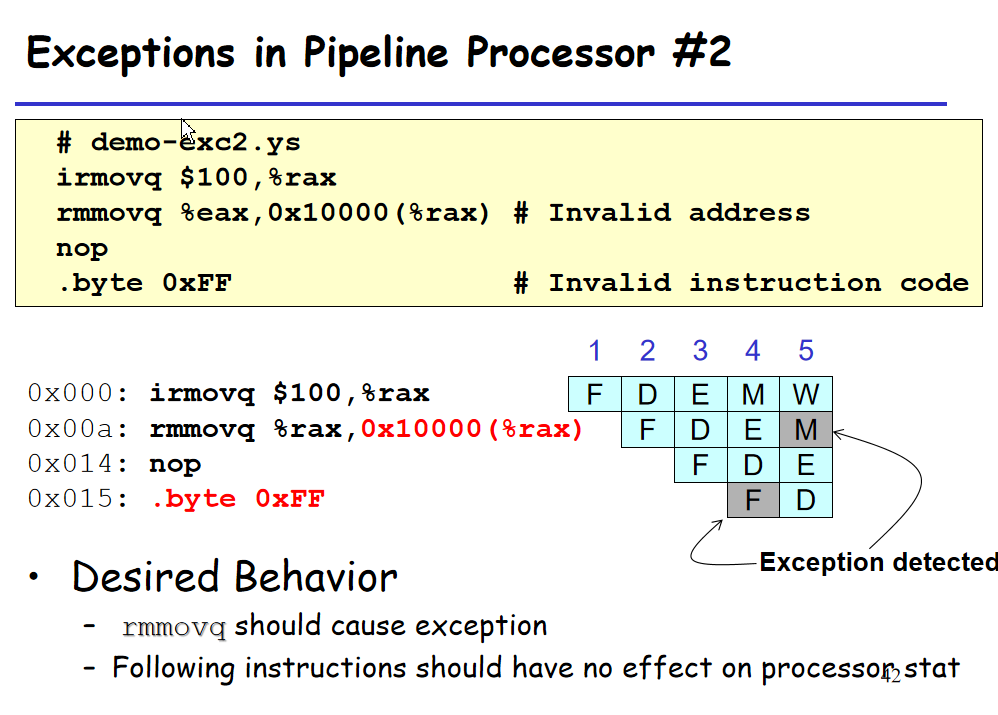 Exceptions in Pipeline Processor #2
# demo-exc2.ys
irmovq $100,%rax
rmmovq %eax,0x10000(%rax) # Invalid address
nop
.byte 0xFF # Invalid instruction code
1 2 3 4 5
0x000: irmovq $100,%rax F D E M W
0x00a: rmmovq %rax,0x10000(%rax) F D E M
0x014: nop F D E
0x015: .byte 0xFF F D
Exception detected
• Desired Behavior
– rmmovq should cause exception
– Following instructions should have no effect on processor stat
42